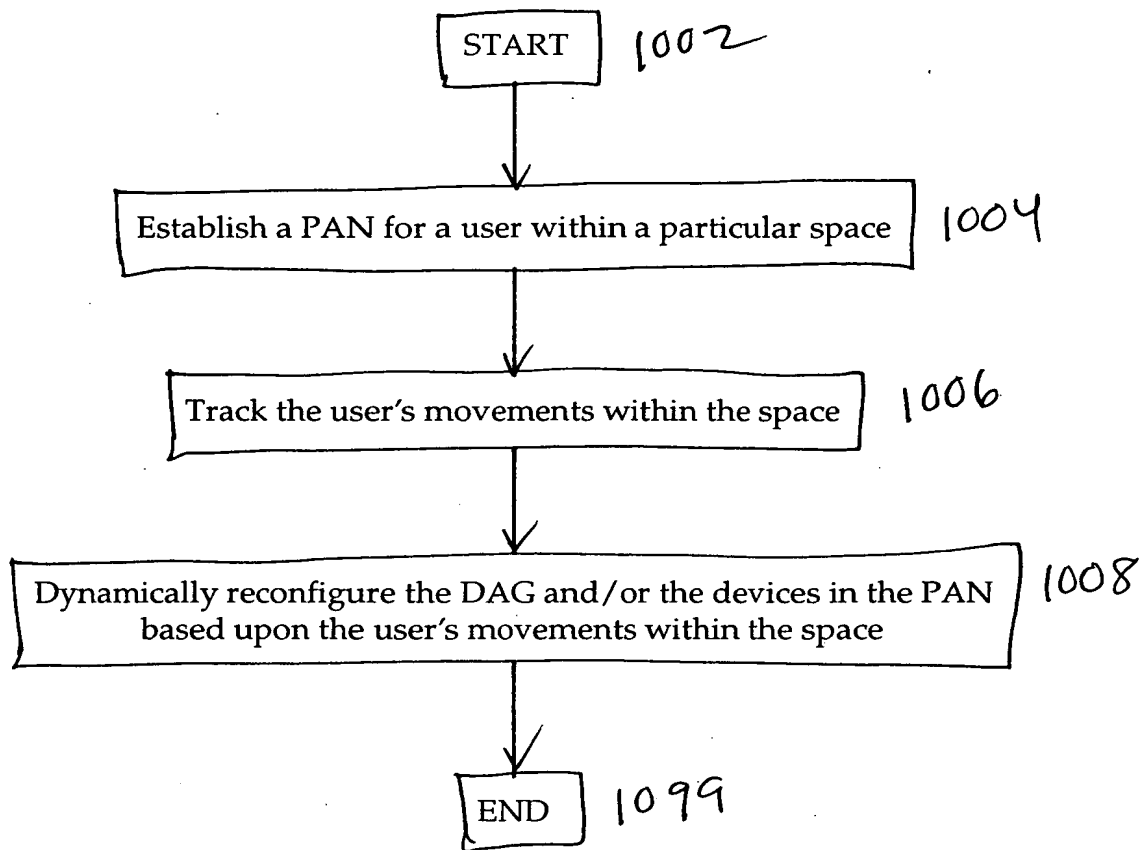 START 1002
Establish a PAN for a user within a particular space 1004
Track the user's movements within the space 1006
Dynamically reconfigure the DAG and/or the devices in the PAN 1008
based upon the user's movements within the space
END 1099